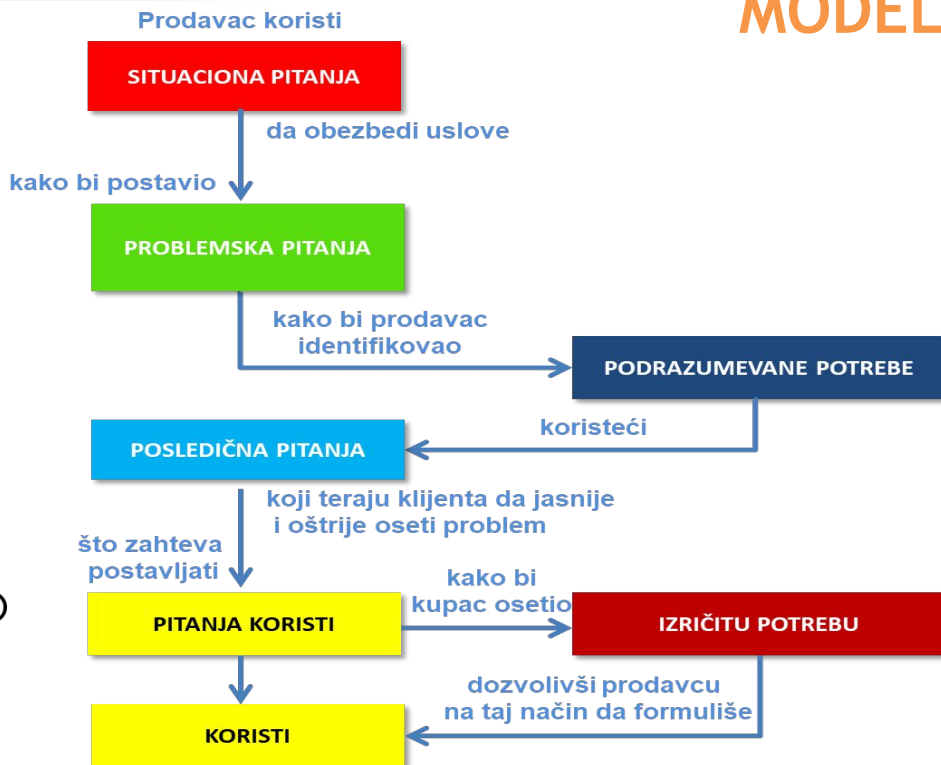 MODEL
Prodavac koristi
SITUACIONA PITANJA
da obezbedi uslove
kako bi postavio
PROBLEMSKA PITANJA
kako bi prodavac
identifikovao
PODRAZUMEVANE POTREBE
koristeći
POSLEDIČNA PITANJA
koji teraju klijenta da jasnije
i oštrije oseti problem
što zahteva
postavljati
kako bi
kupac osetio
PITANJA KORISTI
IZRIČITU POTREBU
dozvolivši prodavcu
na taj način da formuliše
KORISTI